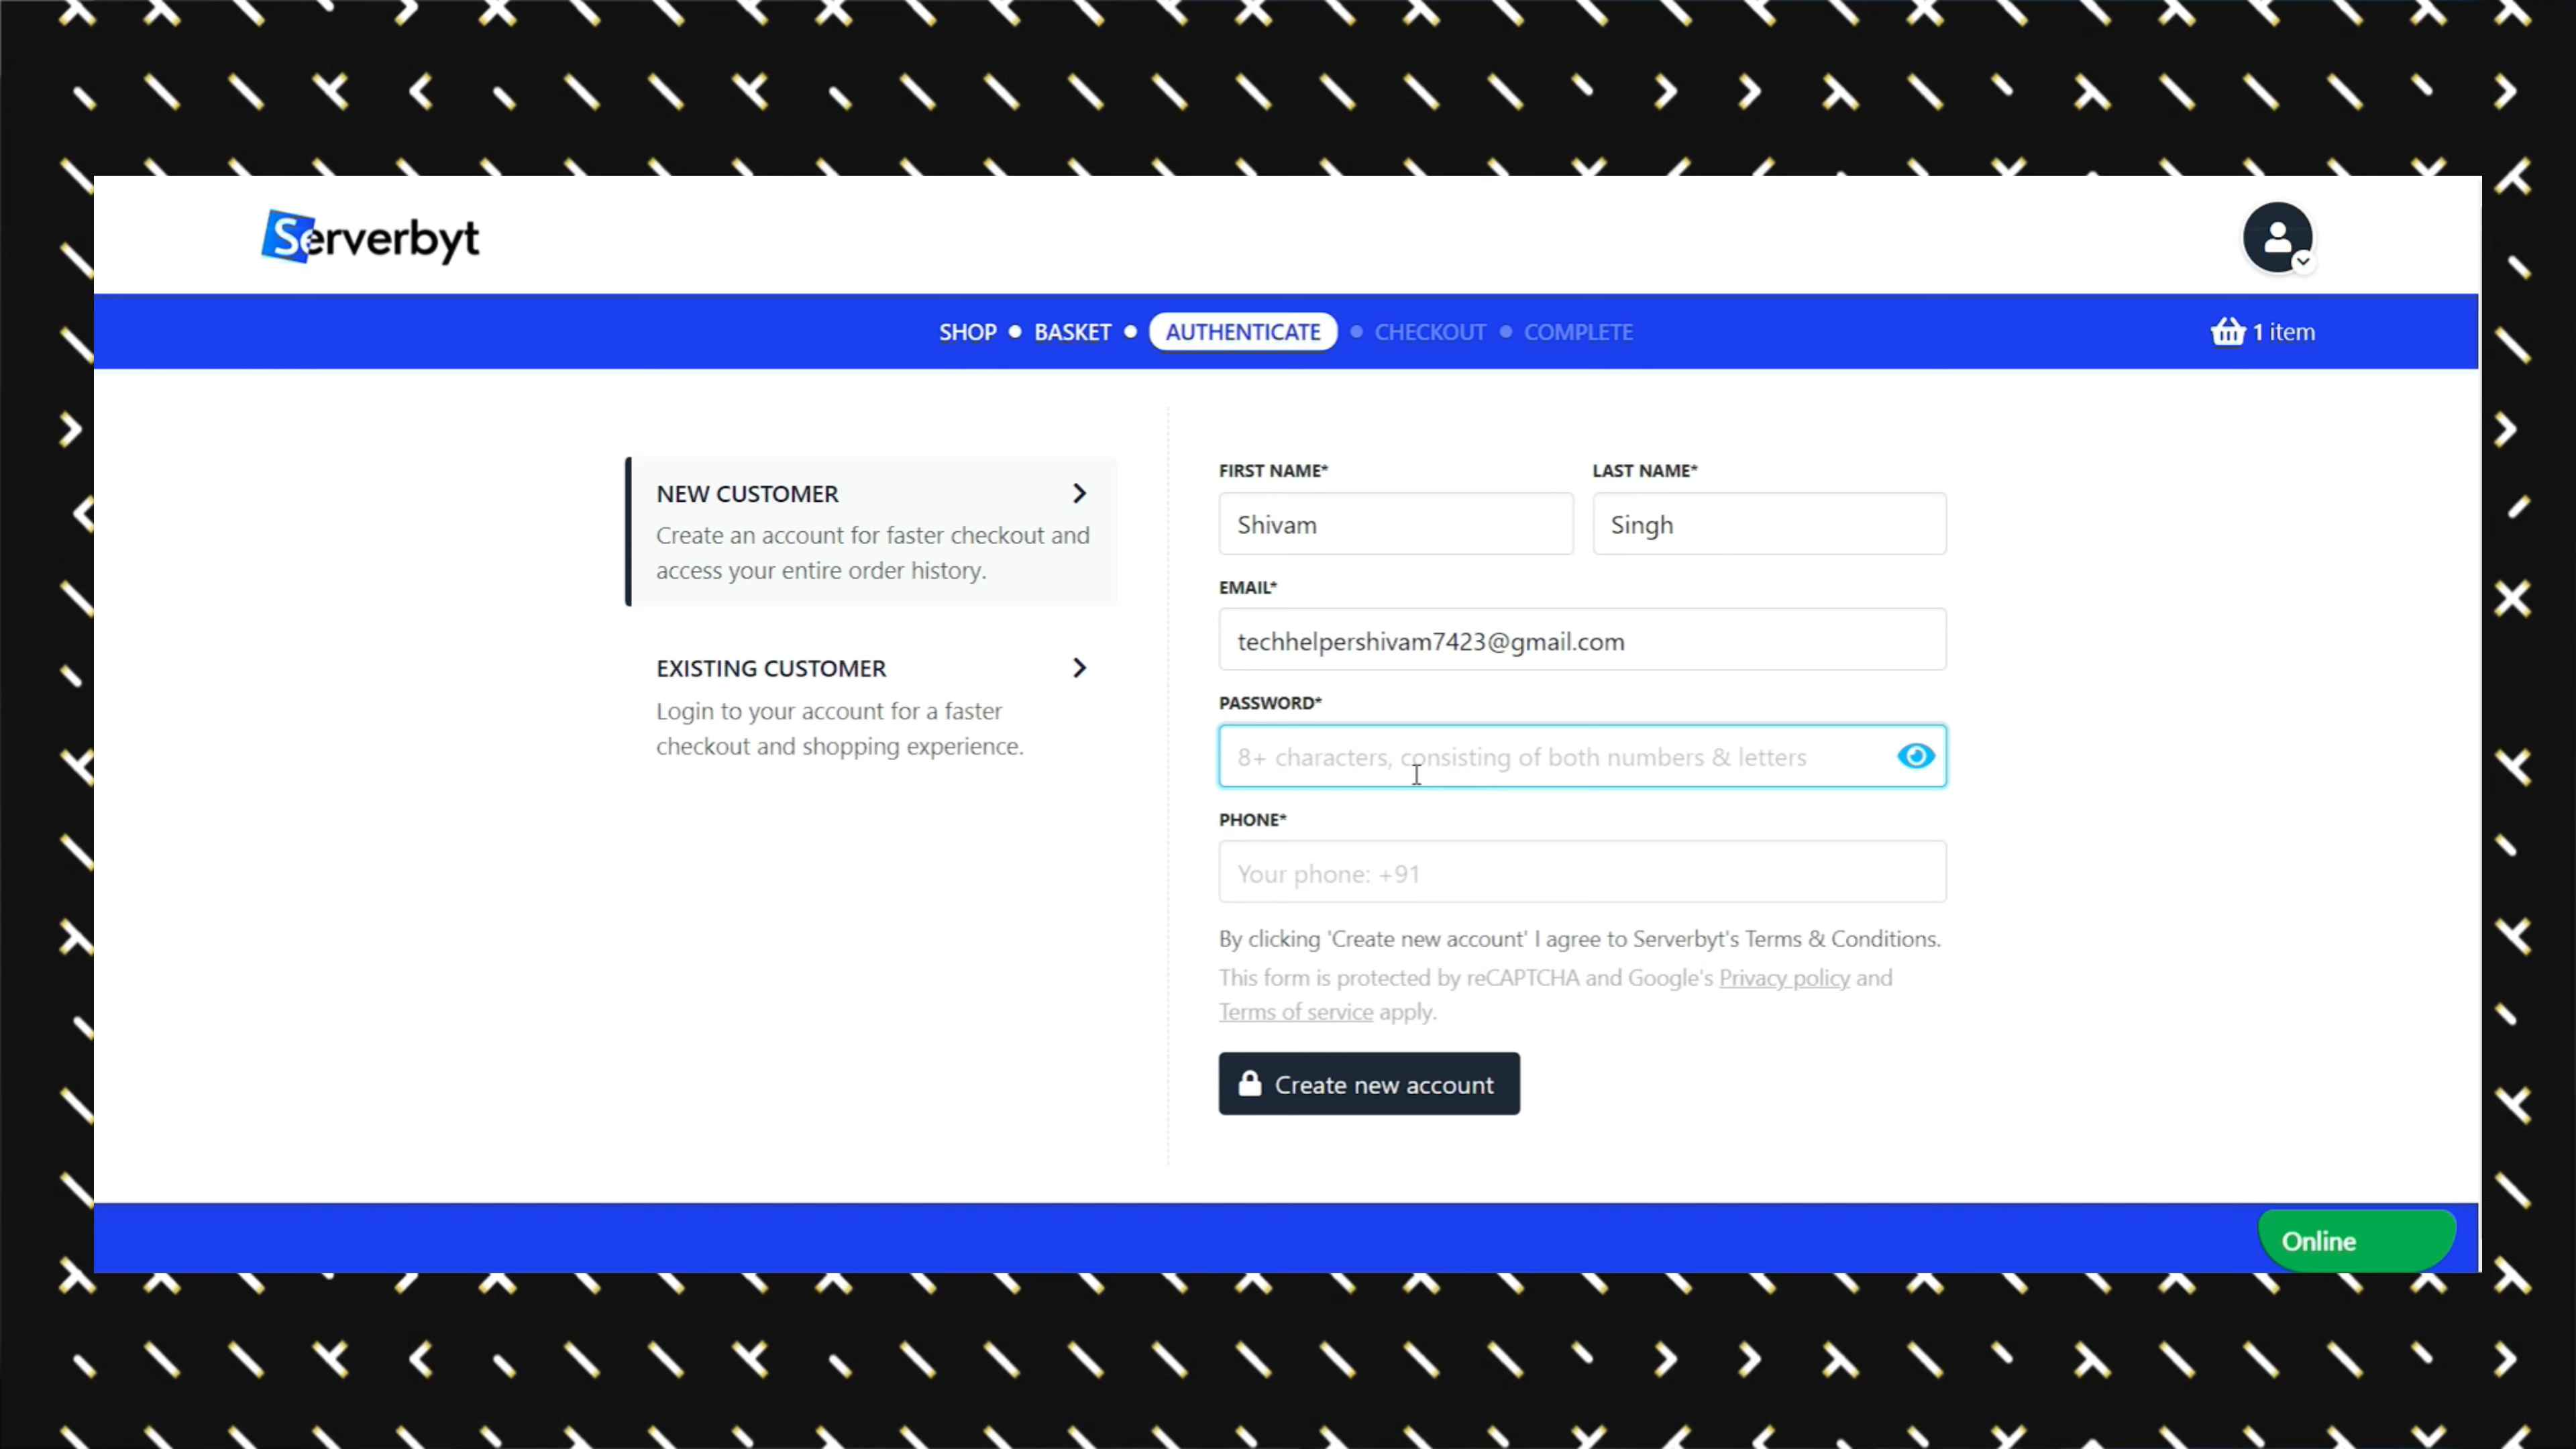 Serverbyt
SHOP BASKET AUTHENTICATE CHECKOUT COMPLETE
1 item
NEW CUSTOMER
Create an account for faster checkout and
access your entire order history.
EXISTING CUSTOMER
Login to your account for a faster
checkout and shopping experience.
FIRST NAME* LAST NAME*
Shivam Singh
EMAIL*
techhelpershivam7423@gmail.com
PASSWORD*
8+ characters, consisting of both numbers & letters
PHONE*
Your phone: +91
By clicking 'Create new account' I agree to Serverbyt's Terms & Conditions.
This form is protected by reCAPTCHA and Google's Privacy policy and
Terms of service apply.
Create new account
Online